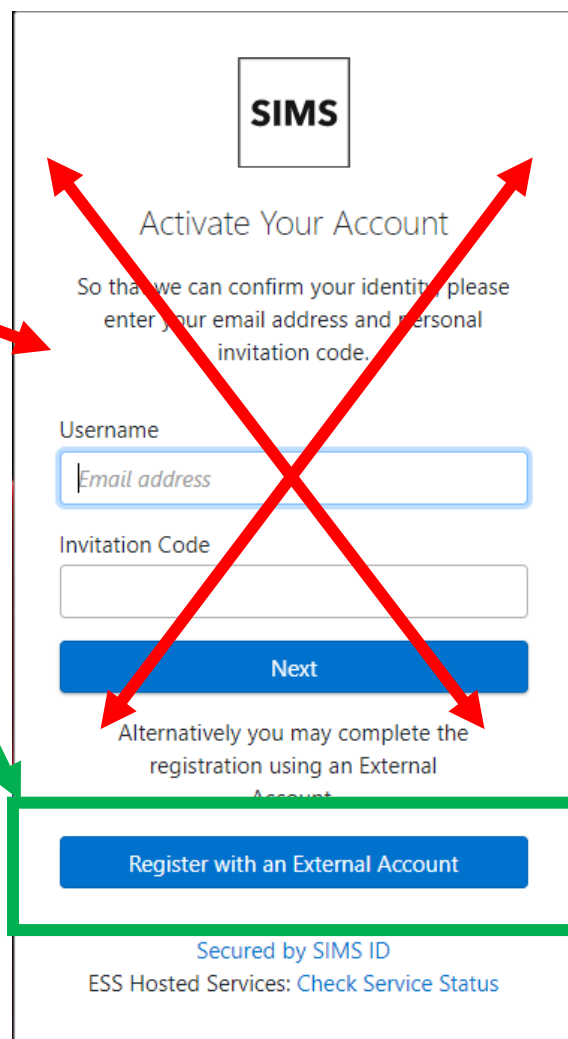 SIMS
Activate Your Account
So that we can confirm your identity, please
enter your email address and personal
invitation code.
Username
Email address
Invitation Code
Next
Alternatively you may complete the
registration using an External
Account
Register with an External Account
Secured by SIMS ID
ESS Hosted Services: Check Service Status